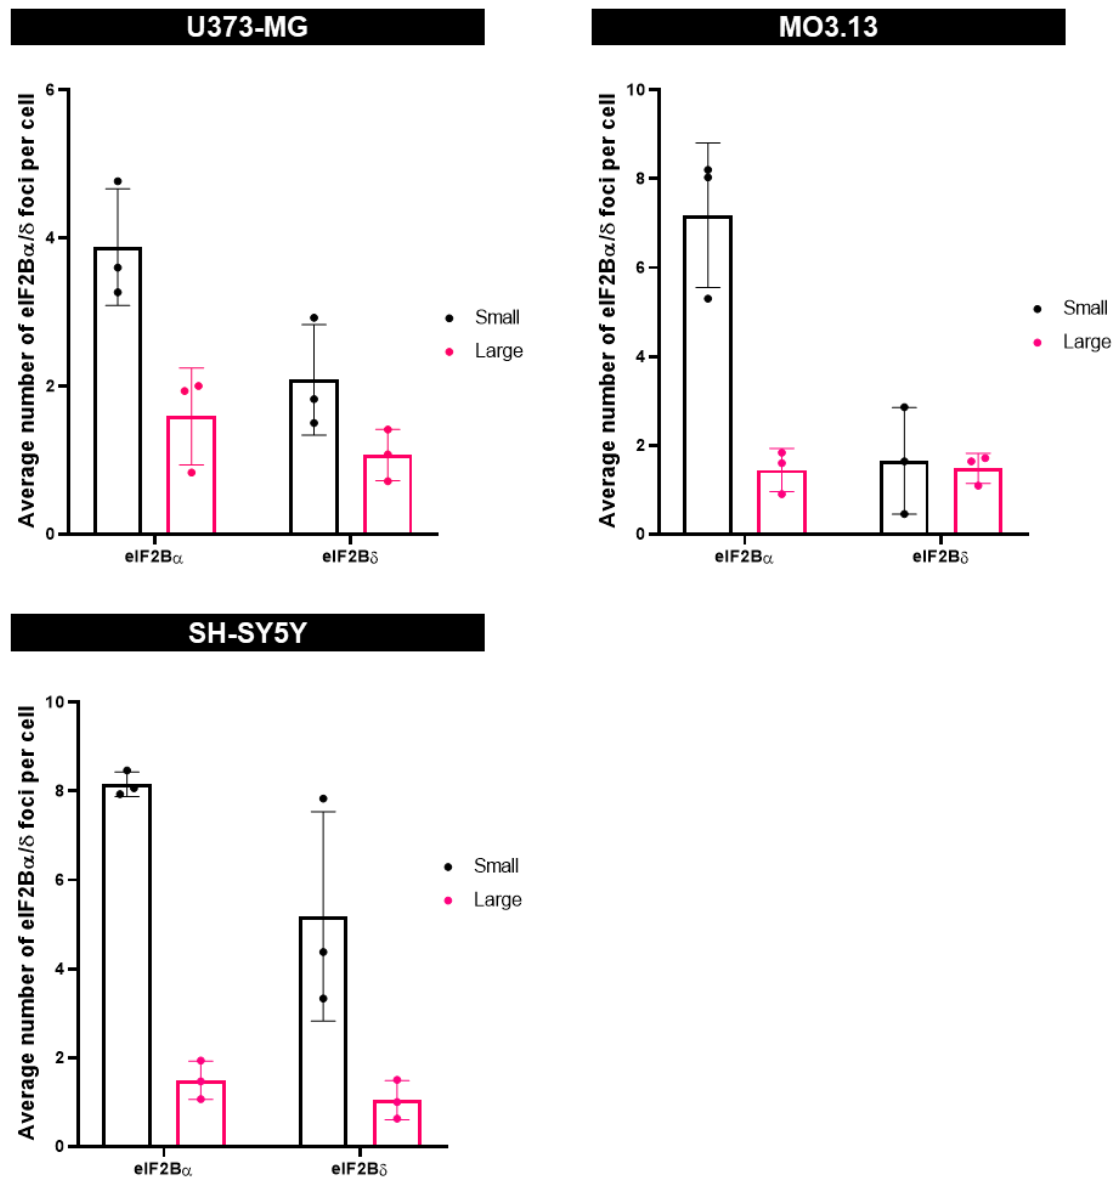 U373-MG
Average number of eIF2Bα/δ foci per cell
6
4
2
0
eIF2Bα
eIF2Bδ
Small
Large
MO3.13
Average number of eIF2Bα/δ foci per cell
10
8
6
4
2
0
eIF2Bα
eIF2Bδ
Small
Large
SH-SY5Y
Average number of eIF2Bα/δ foci per cell
10
8
6
4
2
0
eIF2Bα
eIF2Bδ
Small
Large